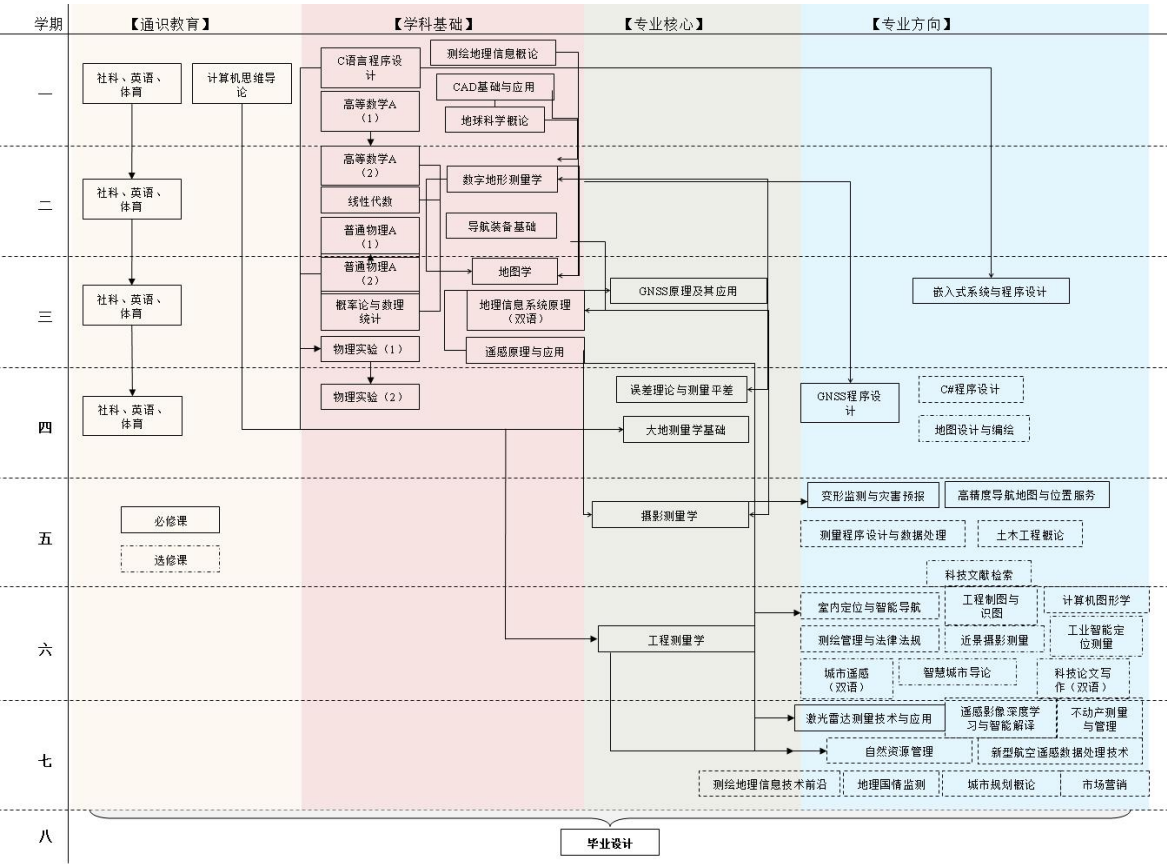 学期
【通识教育】
【学科基础】
【专业核心】
【专业方向】
一
社科、英语、
体育
计算机思维导
论
C语言程序设
计
测绘地理信息概论
CAD基础与应用
高等数学A
（1）
地球科学概论
二
社科、英语、
体育
高等数学A
（2）
线性代数
普通物理A
（1）
数字地形测量学
导航装备基础
三
社科、英语、
体育
普通物理A
（2）
概率论与数理
统计
物理实验（1）
地图学
地理信息系统原理
（双语）
遥感原理与应用
GNSS原理及其应用
嵌入式系统与程序设计
四
社科、英语、
体育
物理实验（2）
误差理论与测量平差
大地测量学基础
GNSS程序设
计
C#程序设计
地图设计与编绘
五
必修课
选修课
摄影测量学
变形监测与灾害预报
高精度导航地图与位置服务
测量程序设计与数据处理
土木工程概论
科技文献检索
六
工程测量学
室内定位与智能导航
工程制图与
识图
计算机图形学
测绘管理与法律法规
近景摄影测量
工业智能定
位测量
城市遥感
（双语）
智慧城市导论
科技论文写
作（双语）
七
激光雷达测量技术与应用
遥感影像深度学
习与智能解译
不动产测量
与管理
自然资源管理
新型航空遥感数据处理技术
测绘地理信息技术前沿
地理国情监测
城市规划概论
市场营销
八
毕业设计